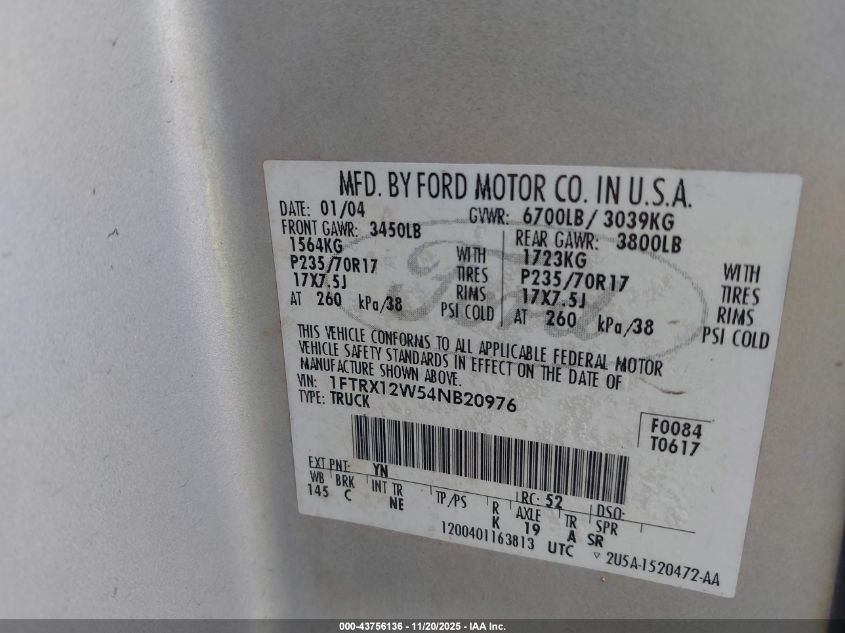 MFD. BY FORD MOTOR CO. IN U.S.A.
DATE: 01/04 GVWR: 6700LB/ 3039KG
FRONT GAWR: 3450LB REAR GAWR: 3800LB
1564KG WITH 1723KG WITH
P235/70R17 TIRES P235/70R17 TIRES
17X7.5J RIMS 17X7.5J RIMS
AT 260 kPa/38 PSI COLD AT 260 kPa/38 PSI COLD
Ford
THIS VEHICLE CONFORMS TO ALL APPLICABLE FEDERAL MOTOR
VEHICLE SAFETY STANDARDS IN EFFECT ON THE DATE OF
MANUFACTURE SHOWN ABOVE.
VIN: 1FTRX12W54NB20976
TYPE: TRUCK
F0084
T0617
EXT PNT: YN RC: 52 DSO:
WB BRK INT TR TP/PS R AXLE TR SPR
145 C NE K 19 A SR
1200401163813 UTC ▽ 2U5A-1520472-AA
000-43756136 - 11/20/2025 - IAA Inc.